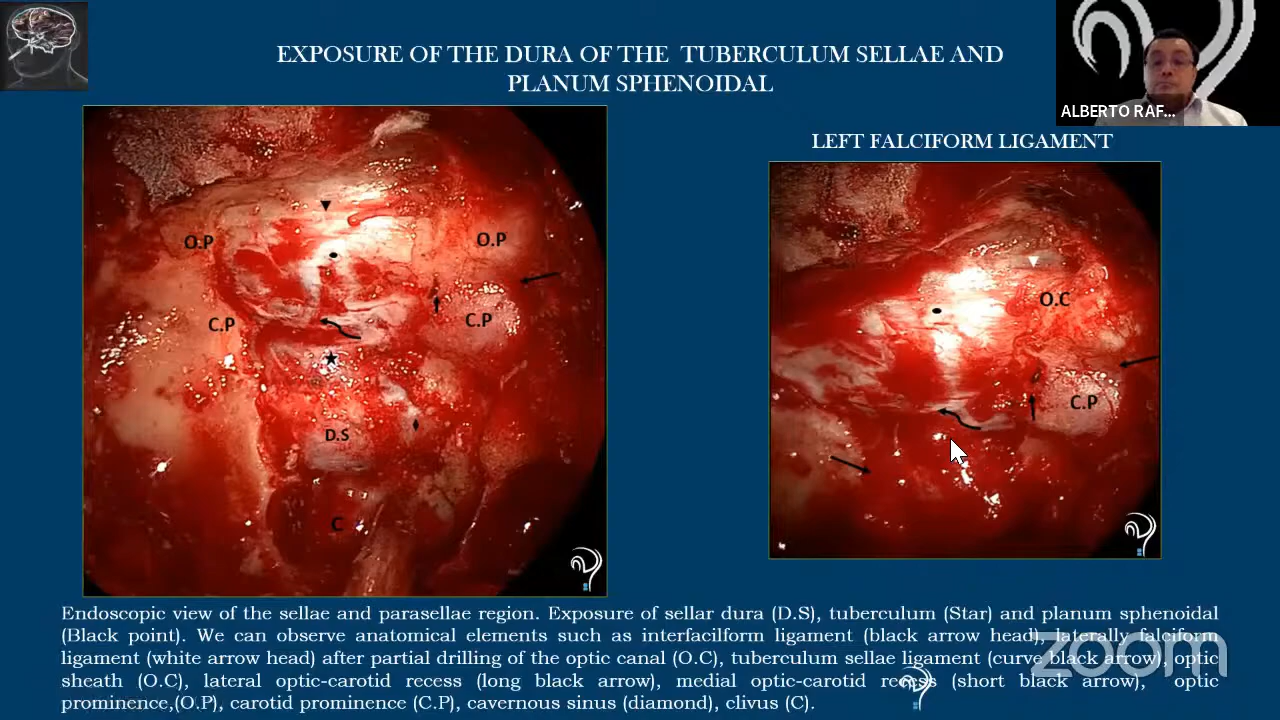 EXPOSURE OF THE DURA OF THE TUBERCULUM SELLAE AND
PLANUM SPHENOIDAL
ALBERTO RAF...
LEFT FALCIFORM LIGAMENT
O.P
O.P
C.P
C.P
D.S
C
O.C
C.P
Endoscopic view of the sellae and parasellae region. Exposure of sellar dura (D.S), tuberculum (Star) and planum sphenoidal
(Black point). We can observe anatomical elements such as interfacilform ligament (black arrow head), laterally falciform
ligament (white arrow head) after partial drilling of the optic canal (O.C), tuberculum sellae ligament (curve black arrow), optic
sheath (O.C), lateral optic-carotid recess (long black arrow), medial optic-carotid recess (short black arrow), optic
prominence,(O.P), carotid prominence (C.P), cavernous sinus (diamond), clivus (C).
zoom